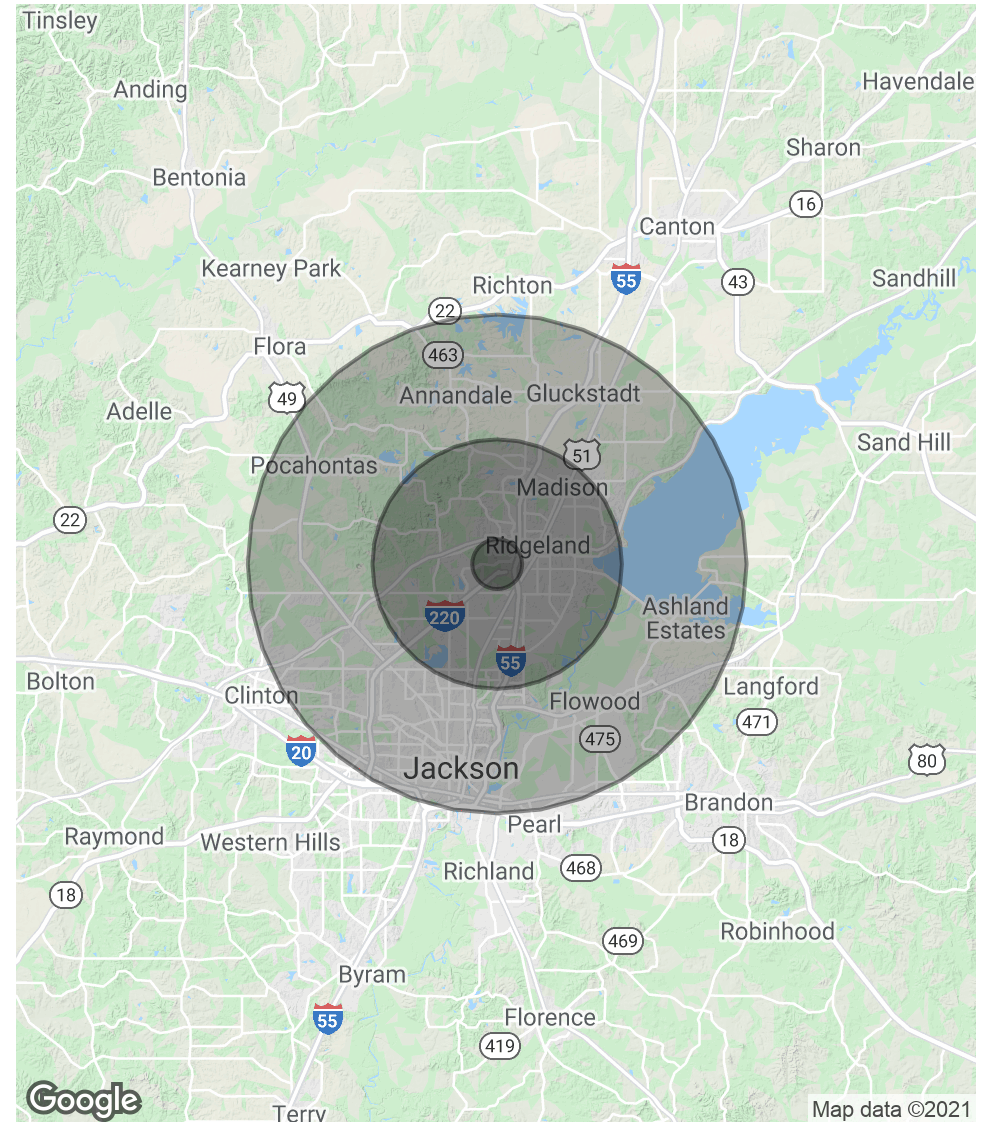 Tinsley
Anding
Havendale
Sharon
Bentonia
16
Canton
Kearney Park
55
Sandhill
43
Richton
22
Flora
463
49
Annandale
Gluckstadt
Adelle
Sand Hill
51
Pocahontas
Madison
22
Ridgeland
Ashland
Estates
220
55
Bolton
Clinton
Langford
Flowood
471
475
20
80
Jackson
Brandon
Pearl
Raymond
Western Hills
18
Richland
468
18
Robinhood
469
Byram
Florence
55
419
Google
Terry
Map data ©2021